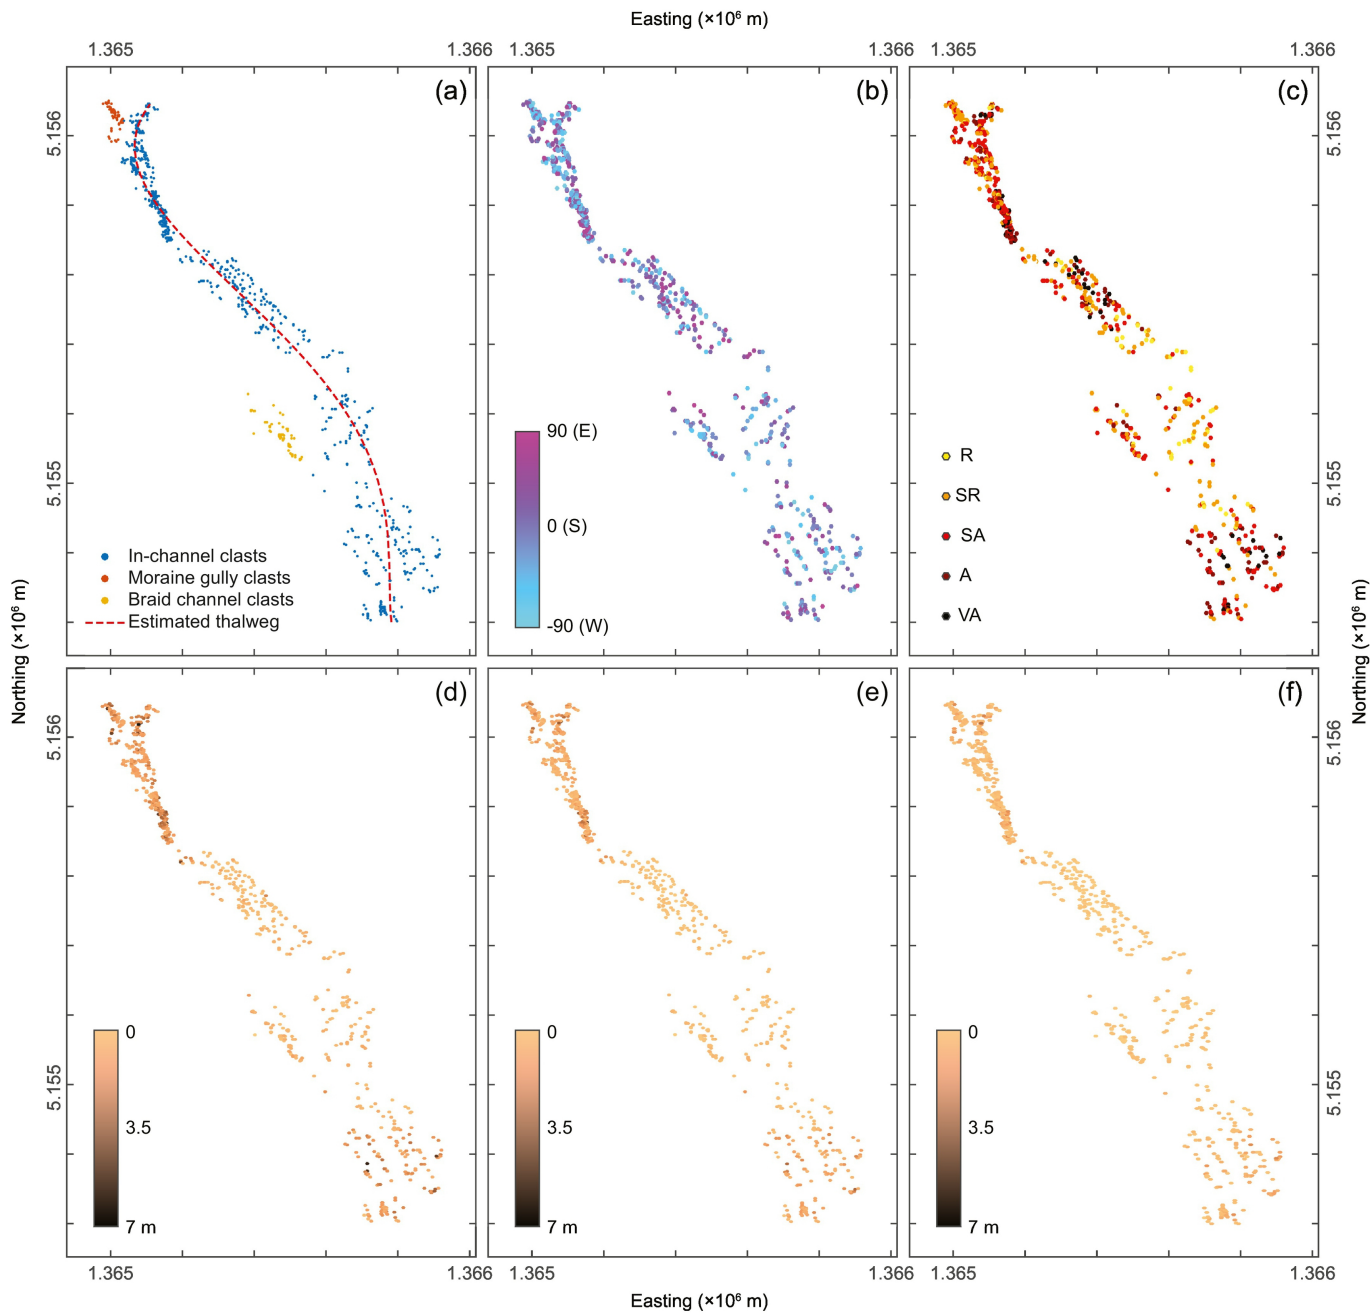 Easting (×10⁶ m)
1.365 1.366 1.365 1.366 1.365 1.366
(a) (b) (c)
5.156 5.156
90 (E)
R
5.155 5.155
SR
0 (S)
SA
In-channel clasts
Moraine gully clasts A
Braid channel clasts
Estimated thalweg -90 (W) VA
Northing (×10⁶ m) Northing (×10⁶ m)
(d) (e) (f)
5.156 5.156
0 0 0
5.155 5.155
3.5 3.5 3.5
7 m 7 m 7 m
1.365 1.366 1.365 1.366 1.365 1.366
Easting (×10⁶ m)